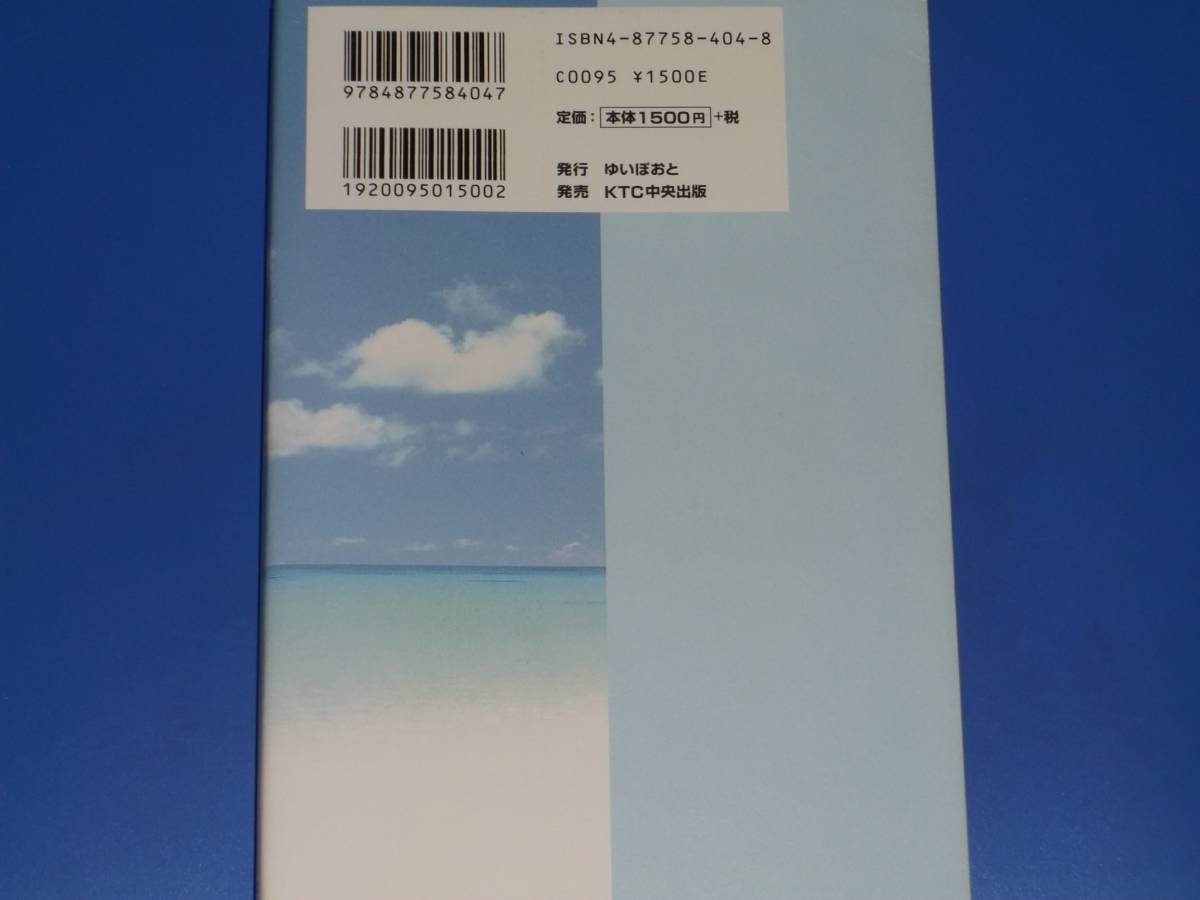 ISBN4-87758-404-8
C0095 ¥1500E
9784877584047
定価：本体1500円+税
1920095015002
発行 ゆいぽおと
発売 KTC中央出版